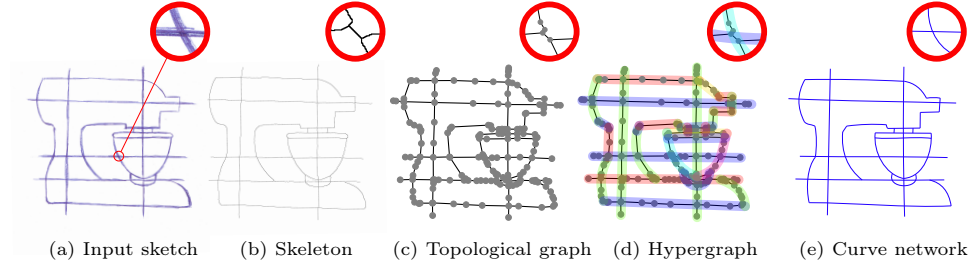 (a) Input sketch (b) Skeleton (c) Topological graph (d) Hypergraph (e) Curve network